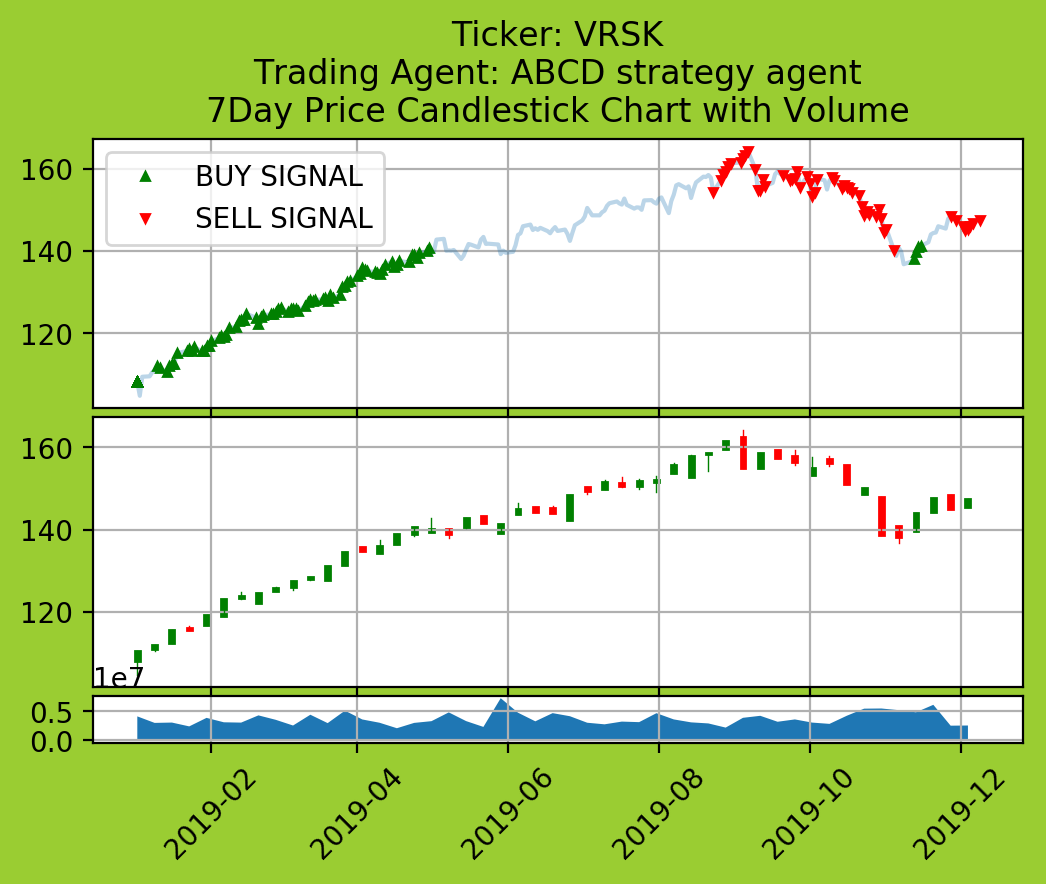 Ticker: VRSK
Trading Agent: ABCD strategy agent
7Day Price Candlestick Chart with Volume
BUY SIGNAL
SELL SIGNAL
160
140
120
160
140
120
1e7
0.5
0.0
2019-02
2019-04
2019-06
2019-08
2019-10
2019-12